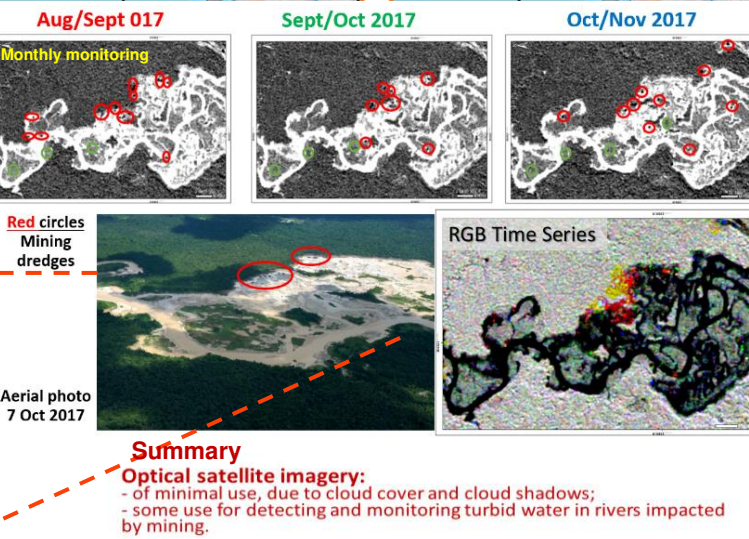 Aug/Sept 017
Sept/Oct 2017
Oct/Nov 2017
Monthly monitoring
Red circles
Mining
dredges
RGB Time Series
Aerial photo
7 Oct 2017
Summary
Optical satellite imagery:
- of minimal use, due to cloud cover and cloud shadows;
- some use for detecting and monitoring turbid water in rivers impacted
by mining.